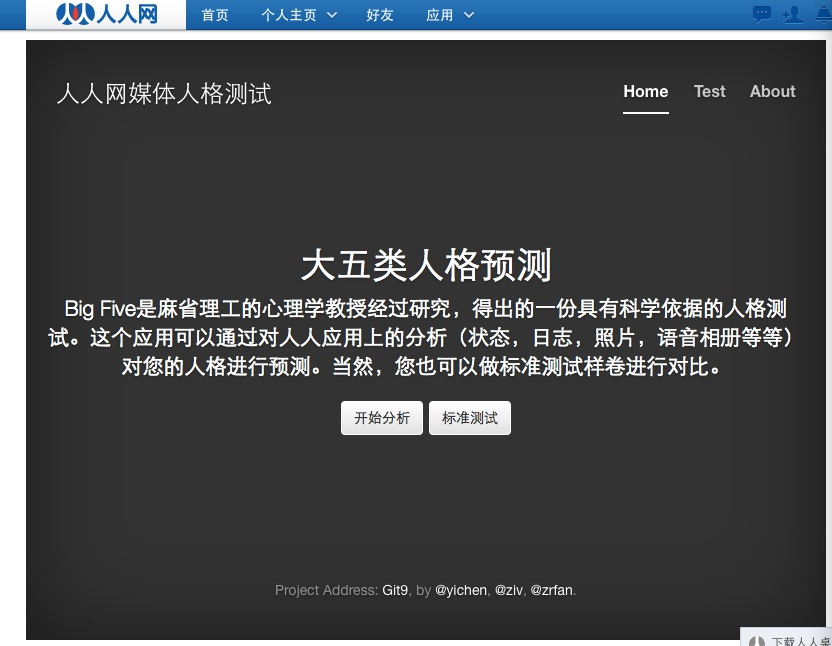 人人网 首页 个人主页 好友 应用
人人网媒体人格测试 Home Test About
大五类人格预测
Big Five是麻省理工的心理学教授经过研究，得出的一份具有科学依据的人格测
试。这个应用可以通过对人人应用上的分析（状态，日志，照片，语音相册等等）
对您的人格进行预测。当然，您也可以做标准测试样卷进行对比。
开始分析 标准测试
Project Address: Git9, by @yichen, @ziv, @zrfan.
下载人人桌